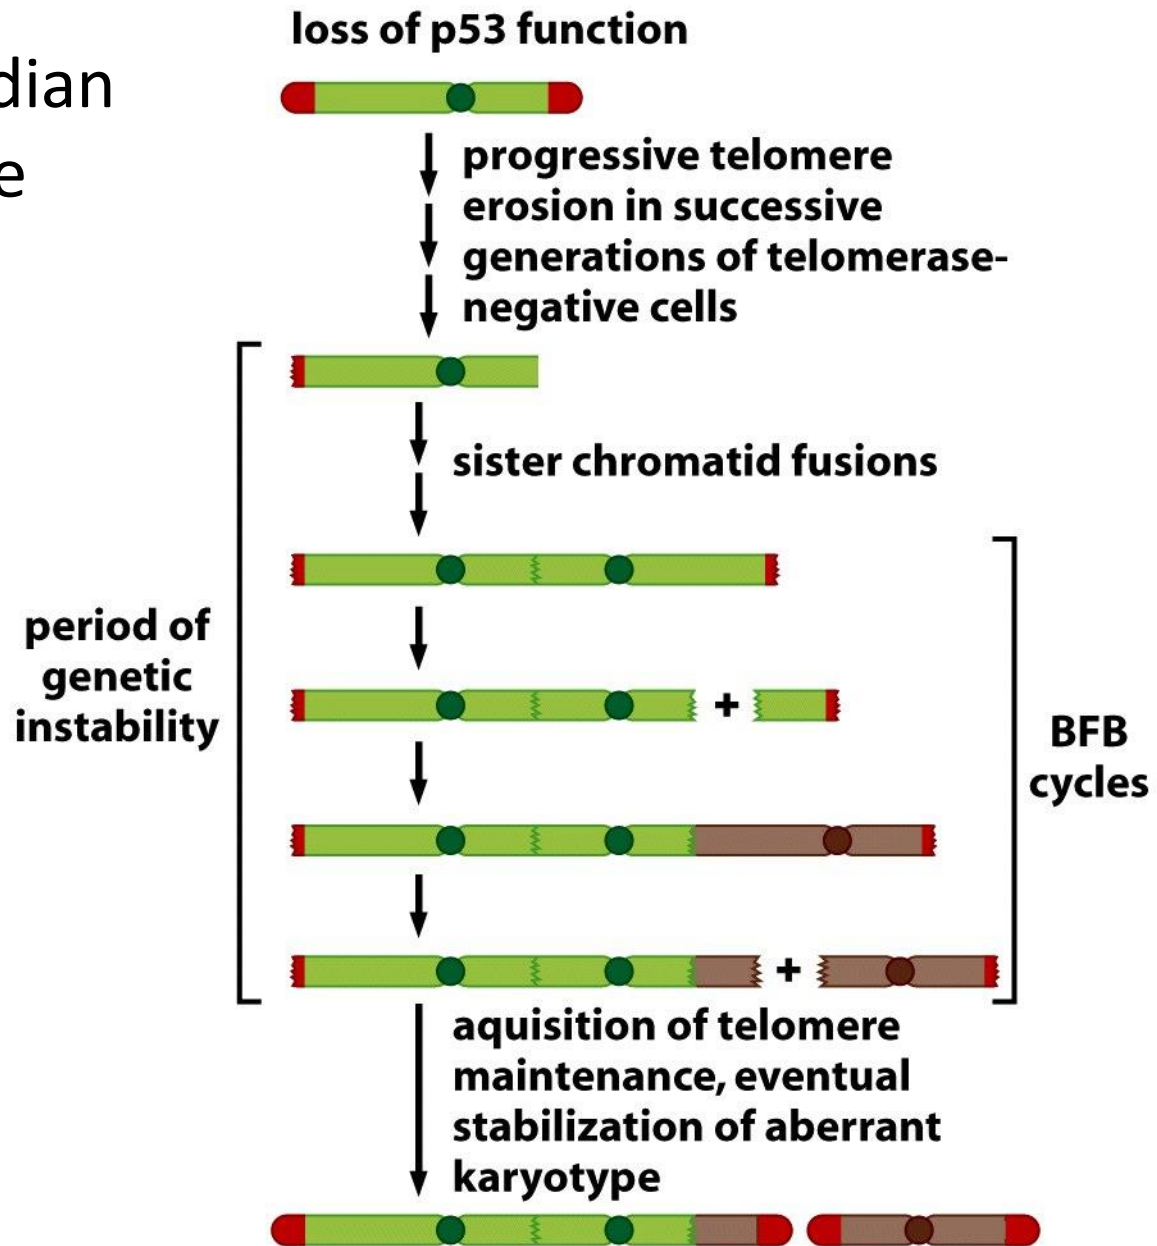 loss of p53 function
dian
e
progressive telomere
erosion in successive
generations of telomerase-
negative cells
sister chromatid fusions
period of
genetic
instability
+
BFB
cycles
+
aquisition of telomere
maintenance, eventual
stabilization of aberrant
karyotype